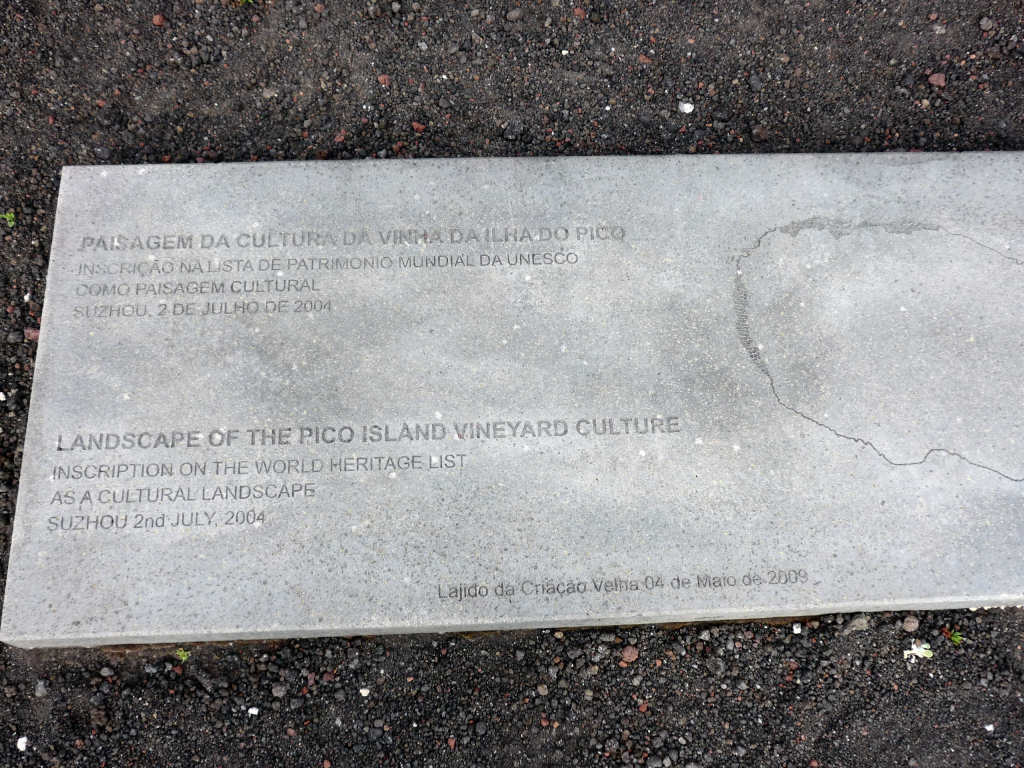 PAISAGEM DA CULTURA DA VINHA DA ILHA DO PICO
INSCRIÇÃO NA LISTA DE PATRIMÓNIO MUNDIAL DA UNESCO
COMO PAISAGEM CULTURAL
SUZHOU, 2 DE JULHO DE 2004
LANDSCAPE OF THE PICO ISLAND VINEYARD CULTURE
INSCRIPTION ON THE WORLD HERITAGE LIST
AS A CULTURAL LANDSCAPE
SUZHOU 2nd JULY, 2004
Lajido da Criação Velha 04 de Maio de 2009